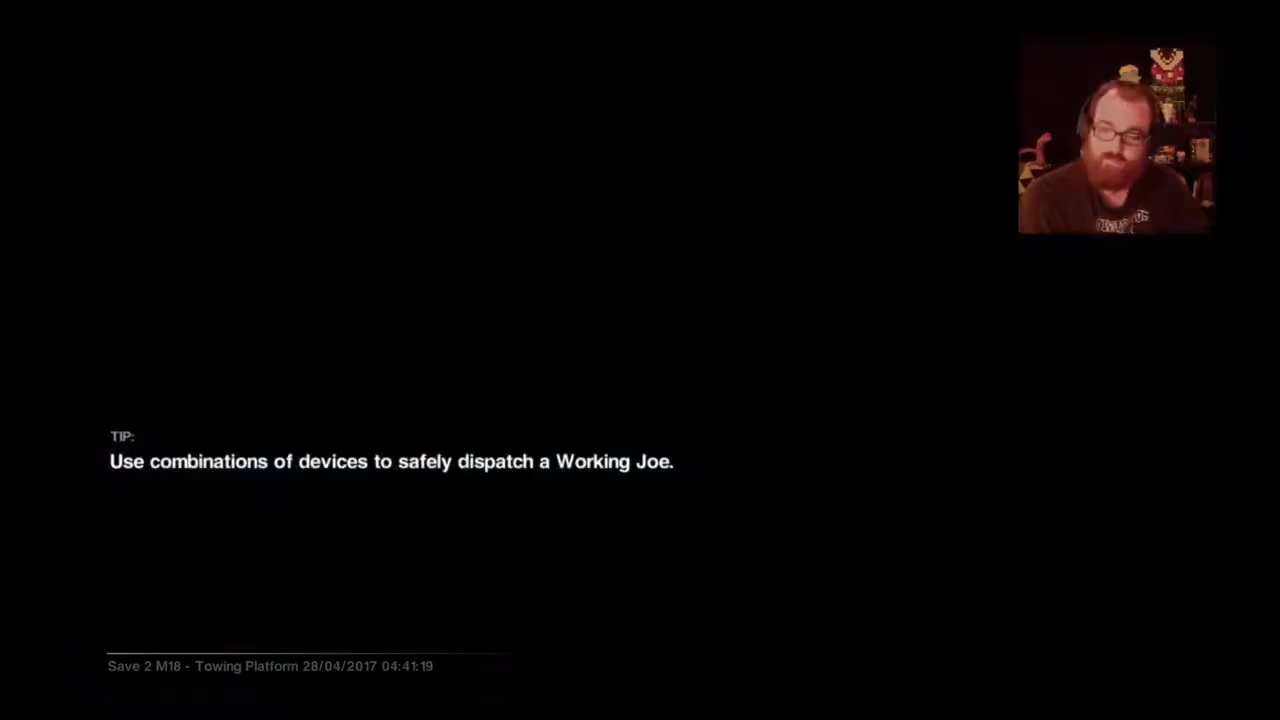 TIP:
Use combinations of devices to safely dispatch a Working Joe.
Save 2 M18 - Towing Platform 28/04/2017 04:41:19